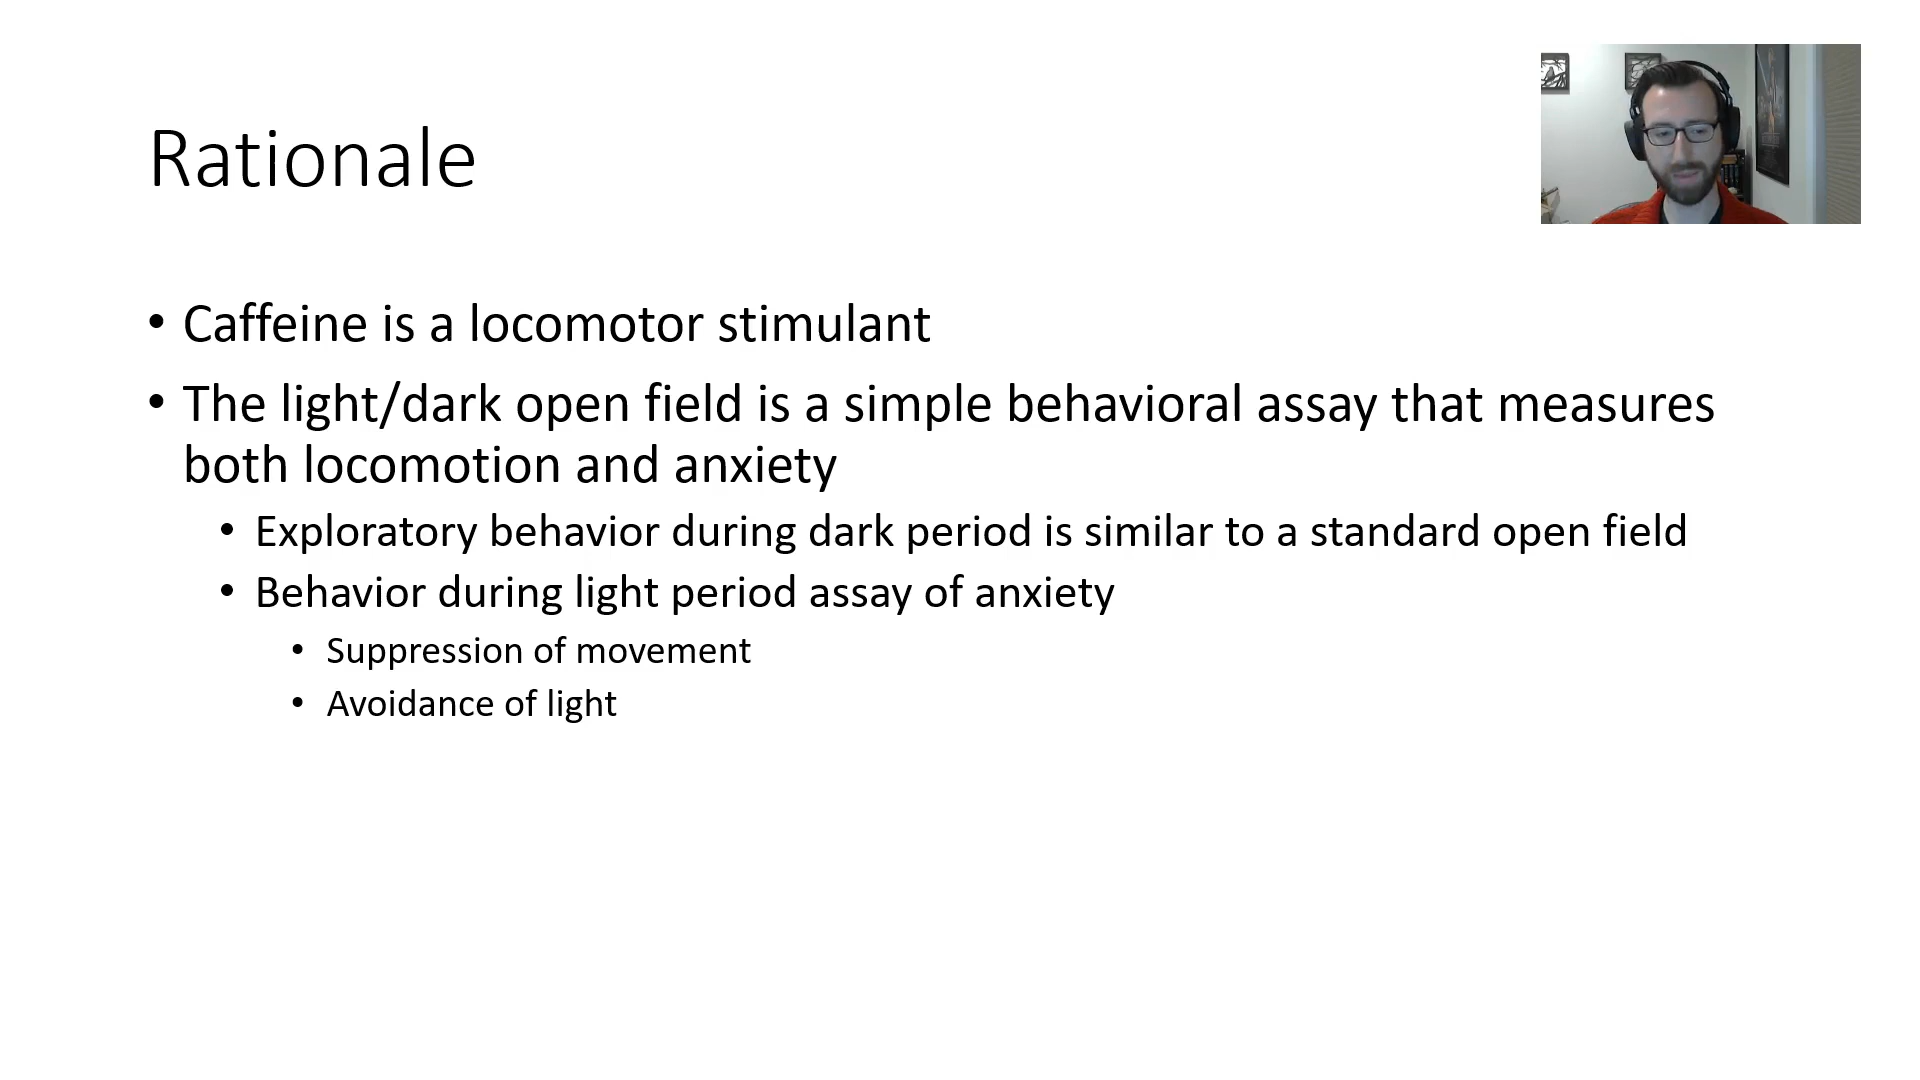 Rationale
• Caffeine is a locomotor stimulant
• The light/dark open field is a simple behavioral assay that measures
both locomotion and anxiety
• Exploratory behavior during dark period is similar to a standard open field
• Behavior during light period assay of anxiety
• Suppression of movement
• Avoidance of light